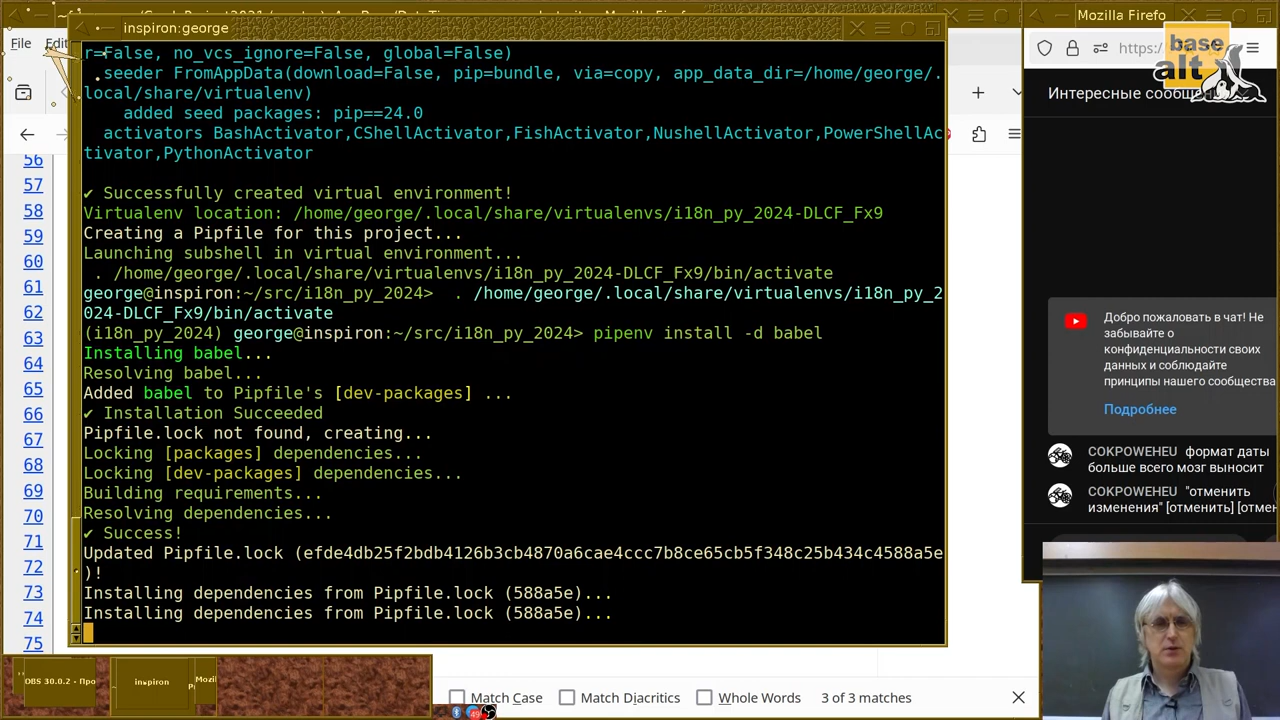 inspiron:george
Mozilla Firefo
File
Edit
https:/
base
alt
Интересные сообщен
r=False, no_vcs_ignore=False, global=False)
seeder FromAppData(download=False, pip=bundle, via=copy, app_data_dir=/home/george/.
local/share/virtualenv)
added seed packages: pip==24.0
activators BashActivator,CShellActivator,FishActivator,NushellActivator,PowerShellAc
tivator,PythonActivator
✔ Successfully created virtual environment!
Virtualenv location: /home/george/.local/share/virtualenvs/i18n_py_2024-DLCF_Fx9
Creating a Pipfile for this project...
Launching subshell in virtual environment...
. /home/george/.local/share/virtualenvs/i18n_py_2024-DLCF_Fx9/bin/activate
george@inspiron:~/src/i18n_py_2024>  . /home/george/.local/share/virtualenvs/i18n_py_2
024-DLCF_Fx9/bin/activate
(i18n_py_2024) george@inspiron:~/src/i18n_py_2024> pipenv install -d babel
Installing babel...
Resolving babel...
Added babel to Pipfile's [dev-packages] ...
✔ Installation Succeeded
Pipfile.lock not found, creating...
Locking [packages] dependencies...
Locking [dev-packages] dependencies...
Building requirements...
Resolving dependencies...
✔ Success!
Updated Pipfile.lock (efde4db25f2bdb4126b3cb4870a6cae4ccc7b8ce65cb5f348c25b434c4588a5e
)!
Installing dependencies from Pipfile.lock (588a5e)...
Installing dependencies from Pipfile.lock (588a5e)...
56
57
58
59
60
61
62
63
64
65
66
67
68
69
70
71
72
73
74
75
Добро пожаловать в чат! Не
забывайте о
конфиденциальности своих
данных и соблюдайте
принципы нашего сообщества
Подробнее
COKPOWEHEU формат даты
больше всего мозг выносит
COKPOWEHEU "отменить
изменения" [отменить] [отмен
OBS 30.0.2 - Про
inspiron
Mozil
Match Case
Match Diacritics
Whole Words
3 of 3 matches